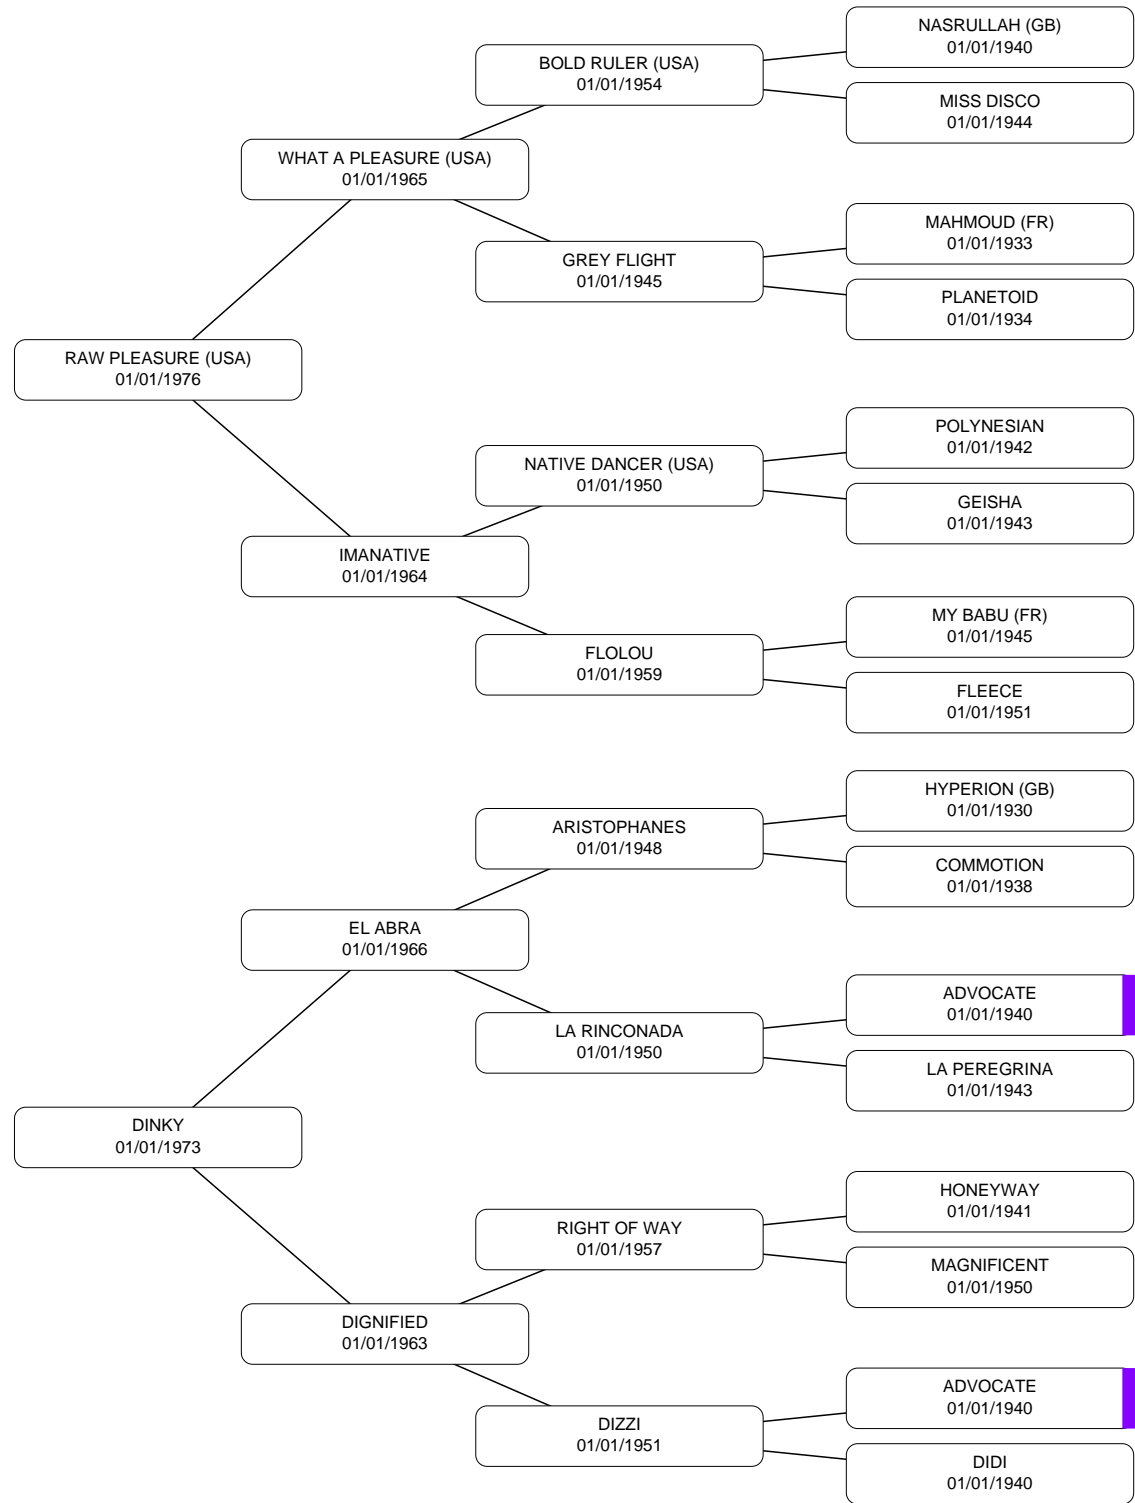 NASRULLAH (GB)
01/01/1940
BOLD RULER (USA)
01/01/1954
MISS DISCO
01/01/1944
WHAT A PLEASURE (USA)
01/01/1965
MAHMOUD (FR)
01/01/1933
GREY FLIGHT
01/01/1945
PLANETOID
01/01/1934
RAW PLEASURE (USA)
01/01/1976
POLYNESIAN
01/01/1942
NATIVE DANCER (USA)
01/01/1950
GEISHA
01/01/1943
IMANATIVE
01/01/1964
MY BABU (FR)
01/01/1945
FLOLOU
01/01/1959
FLEECE
01/01/1951
HYPERION (GB)
01/01/1930
ARISTOPHANES
01/01/1948
COMMOTION
01/01/1938
EL ABRA
01/01/1966
ADVOCATE
01/01/1940
LA RINCONADA
01/01/1950
LA PEREGRINA
01/01/1943
DINKY
01/01/1973
HONEYWAY
01/01/1941
RIGHT OF WAY
01/01/1957
MAGNIFICENT
01/01/1950
DIGNIFIED
01/01/1963
ADVOCATE
01/01/1940
DIZZI
01/01/1951
DIDI
01/01/1940